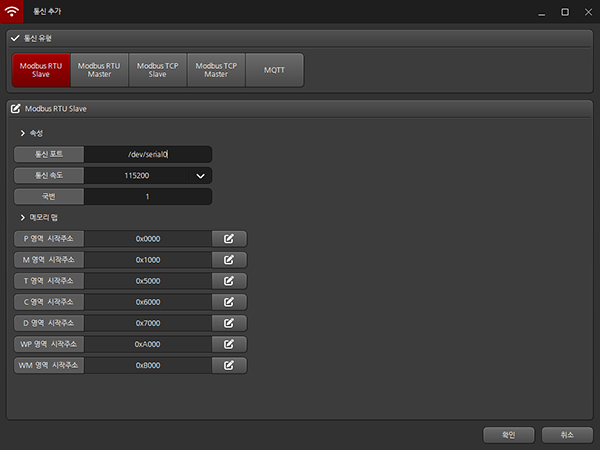 통신 추가
통신 유형
Modbus RTU Slave
Modbus RTU Master
Modbus TCP Slave
Modbus TCP Master
MQTT
Modbus RTU Slave
속성
통신 포트 /dev/serial0
통신 속도 115200
국번 1
메모리 맵
P 영역 시작주소 0x0000
M 영역 시작주소 0x1000
T 영역 시작주소 0x5000
C 영역 시작주소 0x6000
D 영역 시작주소 0x7000
WP 영역 시작주소 0xA000
WM 영역 시작주소 0xB000
확인 취소